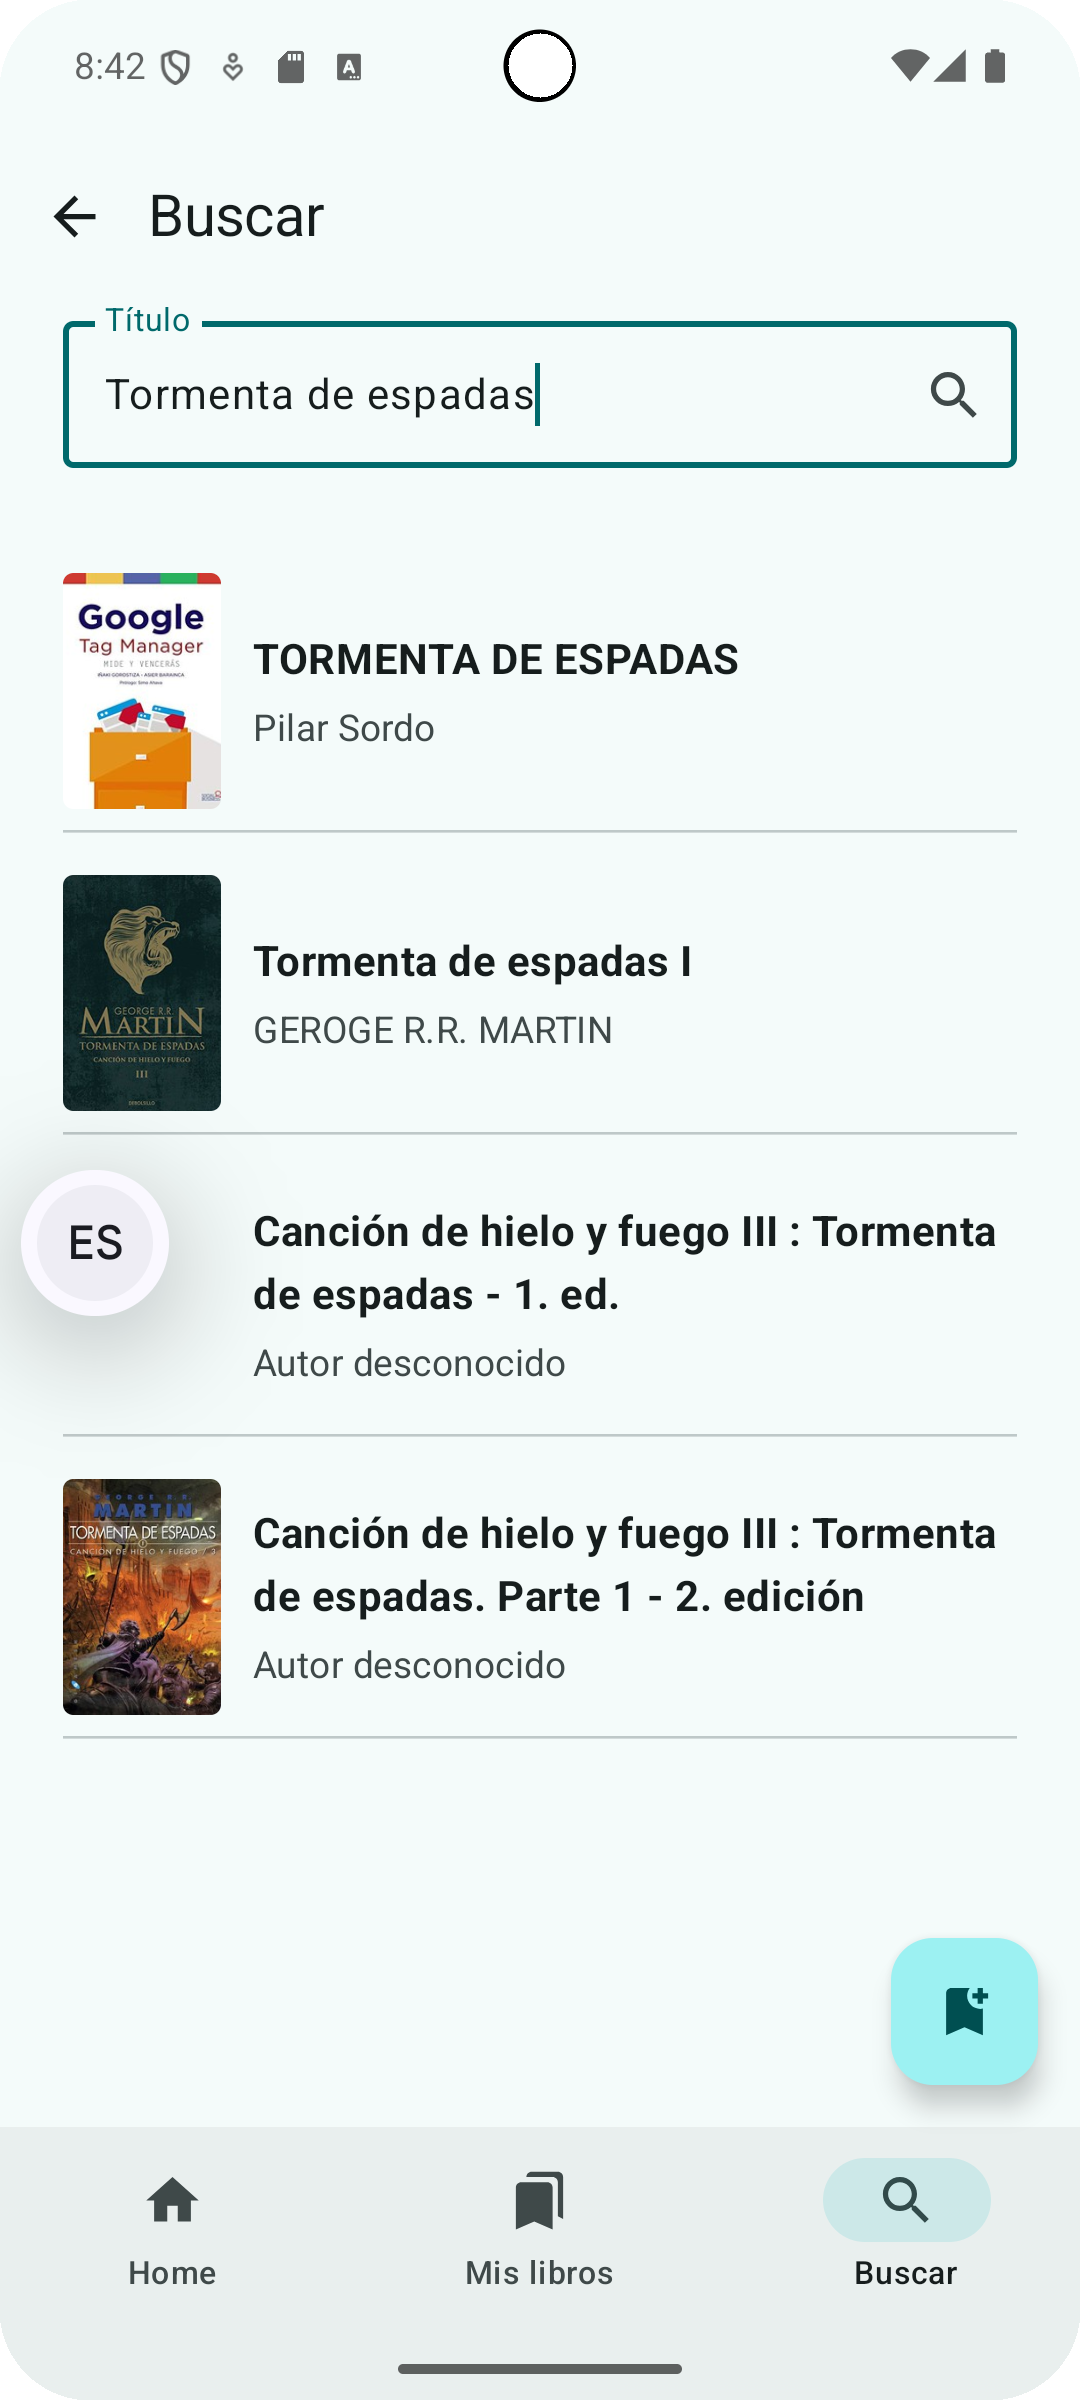 8:42
Buscar
Título
Tormenta de espadas
Google
Tag Manager
MIDE Y VENCERÁS
TORMENTA DE ESPADAS
Pilar Sordo
GEORGE R.R.
MARTIN
TORMENTA DE ESPADAS
CANCIÓN DE HIELO Y FUEGO
III
Tormenta de espadas I
GEROGE R.R. MARTIN
ES
Canción de hielo y fuego III : Tormenta
de espadas - 1. ed.
Autor desconocido
GEORGE R.R.
MARTIN
TORMENTA DE ESPADAS
CANCIÓN DE HIELO Y FUEGO / 3
Canción de hielo y fuego III : Tormenta
de espadas. Parte 1 - 2. edición
Autor desconocido
Home
Mis libros
Buscar